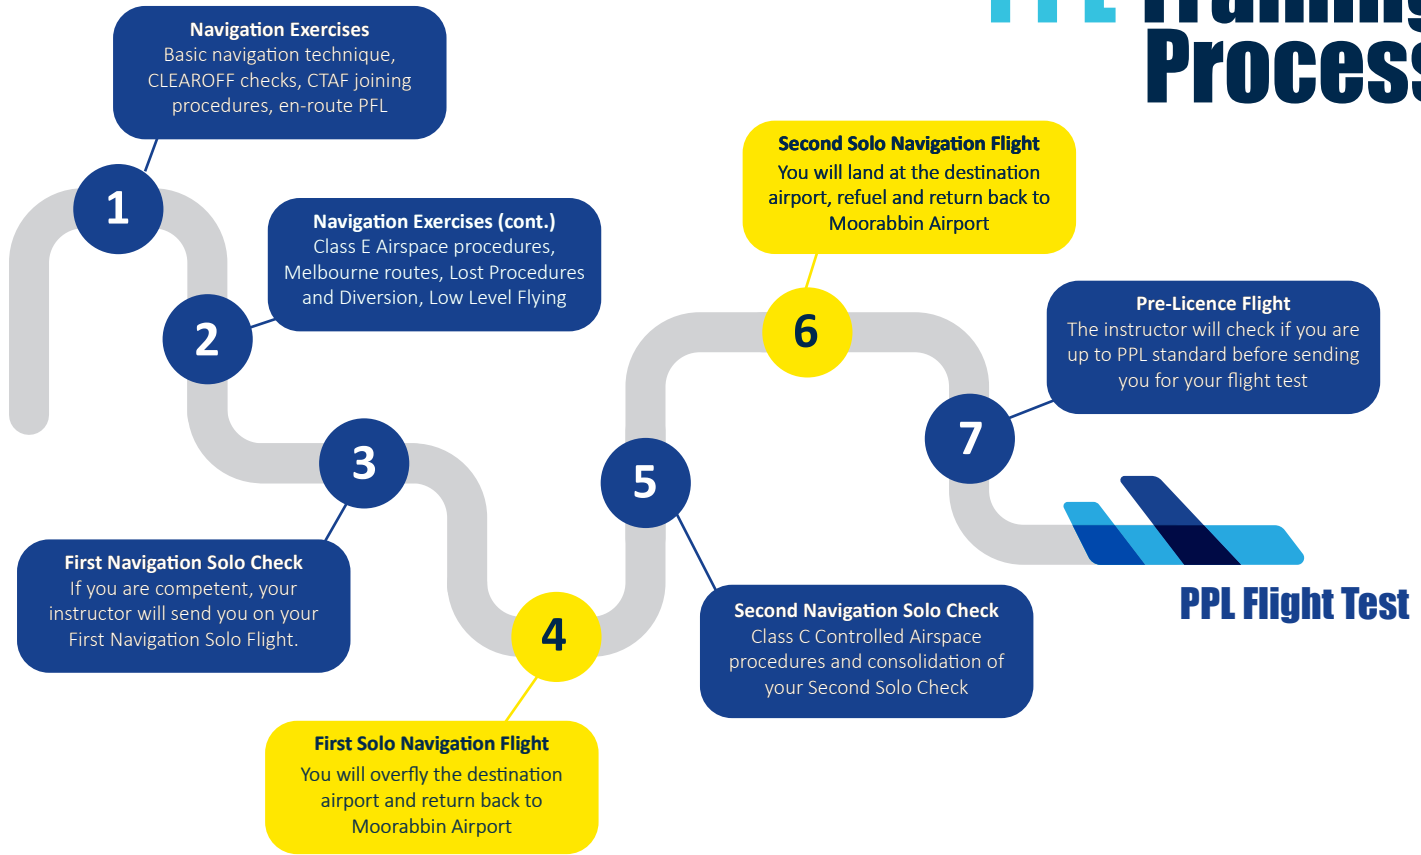 PPL Training
Process
1
Navigation Exercises
Basic navigation technique,
CLEAROFF checks, CTAF joining
procedures, en-route PFL
2
Navigation Exercises (cont.)
Class E Airspace procedures,
Melbourne routes, Lost Procedures
and Diversion, Low Level Flying
3
First Navigation Solo Check
If you are competent, your
instructor will send you on your
First Navigation Solo Flight.
4
First Solo Navigation Flight
You will overfly the destination
airport and return back to
Moorabbin Airport
5
Second Navigation Solo Check
Class C Controlled Airspace
procedures and consolidation of
your Second Solo Check
6
Second Solo Navigation Flight
You will land at the destination
airport, refuel and return back to
Moorabbin Airport
7
Pre-Licence Flight
The instructor will check if you are
up to PPL standard before sending
you for your flight test
PPL Flight Test